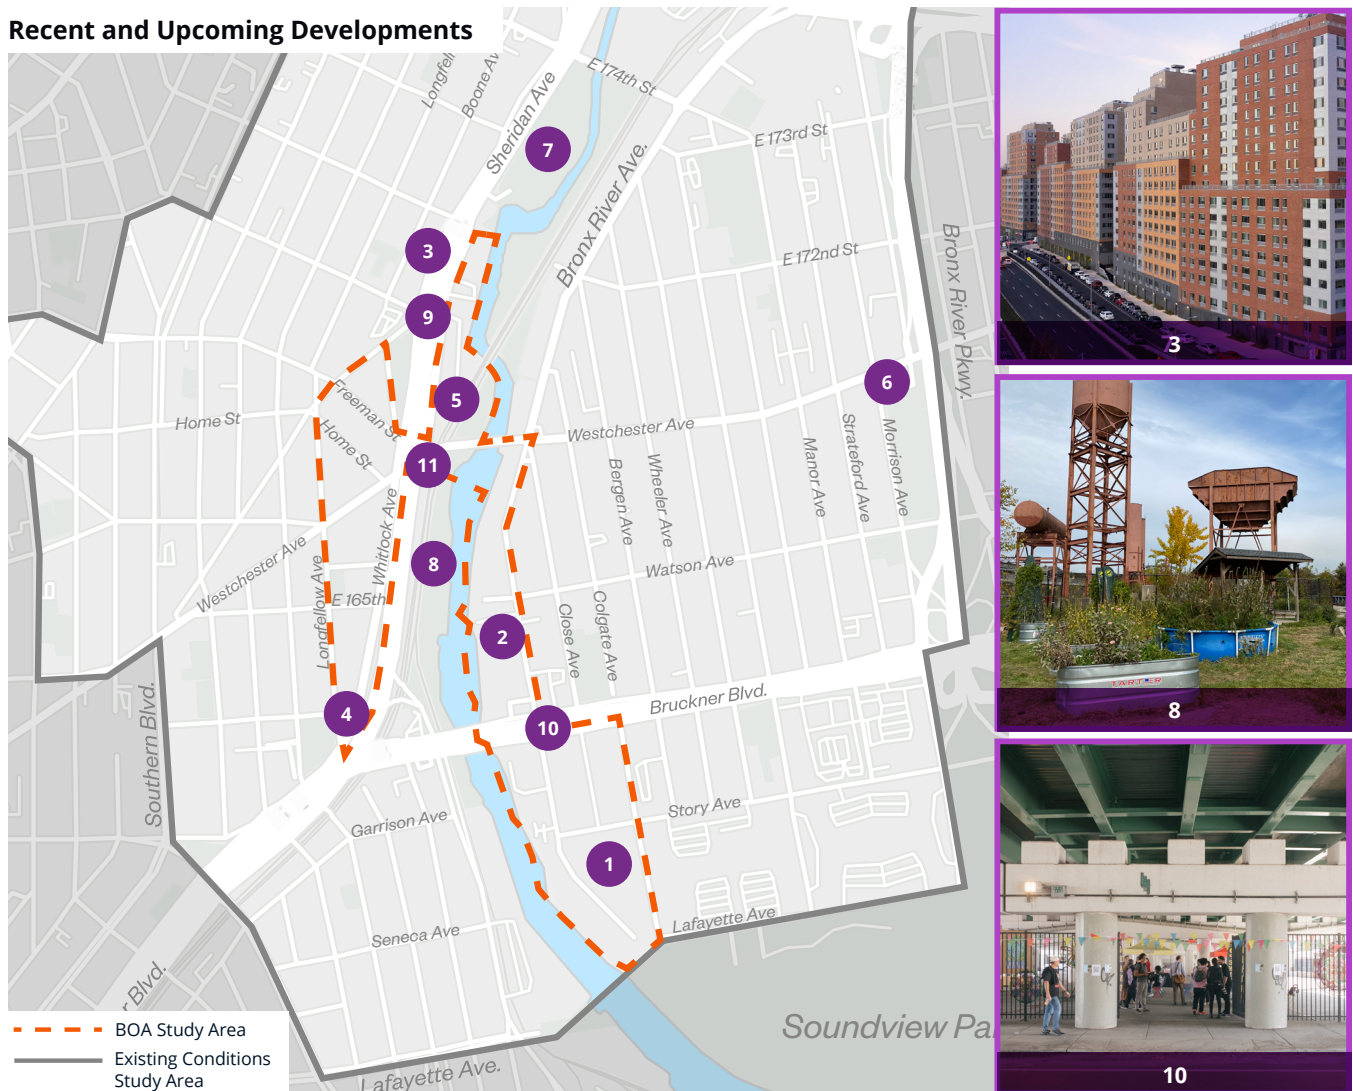 Recent and Upcoming Developments
Boone Av
Sheridan Ave
E 174th St
E 173rd St
7
Bronx River Ave.
3
E 172nd St
Bronx River Pkwy.
9
6
5
Freeman St
Home St
Home St
Westchester Ave
Morrison Ave
Strateford Ave
Manor Ave
11
Bergen Ave
Wheeler Ave
Whitlock Ave
Westchester Ave
8
Watson Ave
Longfellow Ave
E 165th
Close Ave
Colgate Ave
2
Southern Blvd.
4
Bruckner Blvd.
10
Story Ave
Garrison Ave
1
Lafayette Ave
Seneca Ave
r Blvd.
Soundview Pa
Lafayette Ave.
BOA Study Area
Existing Conditions
Study Area
3
TARTER
8
10